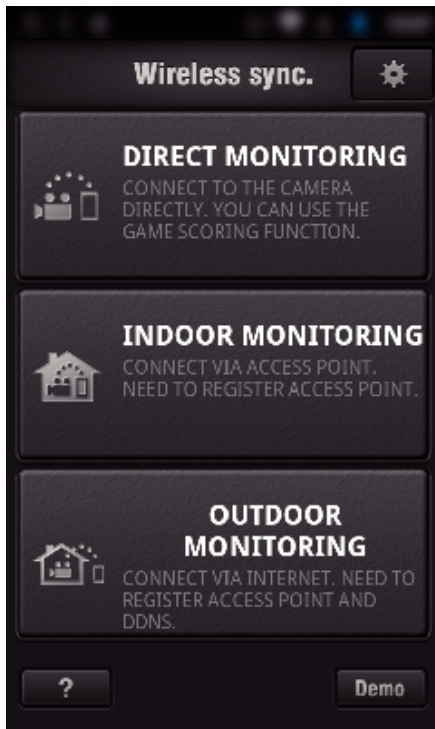 Wireless sync.
DIRECT MONITORING
CONNECT TO THE CAMERA
DIRECTLY. YOU CAN USE THE
GAME SCORING FUNCTION.
INDOOR MONITORING
CONNECT VIA ACCESS POINT.
NEED TO REGISTER ACCESS POINT.
OUTDOOR
MONITORING
CONNECT VIA INTERNET. NEED TO
REGISTER ACCESS POINT AND
DDNS.
?
Demo